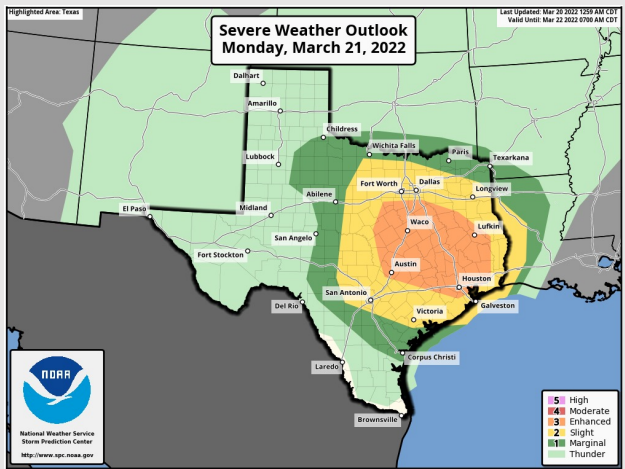 Highlighted Area: Texas
Last Updated: Mar 20 2022 1259 AM CDT
Valid Until: Mar 22 2022 0700 AM CDT
Severe Weather Outlook
Monday, March 21, 2022
Dalhart
Amarillo
Childress
Wichita Falls
Paris
Texarkana
Lubbock
Fort Worth
Dallas
Longview
Abilene
El Paso
Midland
Waco
Lufkin
San Angelo
Fort Stockton
Austin
Houston
San Antonio
Del Rio
Galveston
Victoria
Corpus Christi
Laredo
Brownsville
NOAA
National Weather Service
Storm Prediction Center
http://www.spc.noaa.gov
5 High
4 Moderate
3 Enhanced
2 Slight
1 Marginal
Thunder